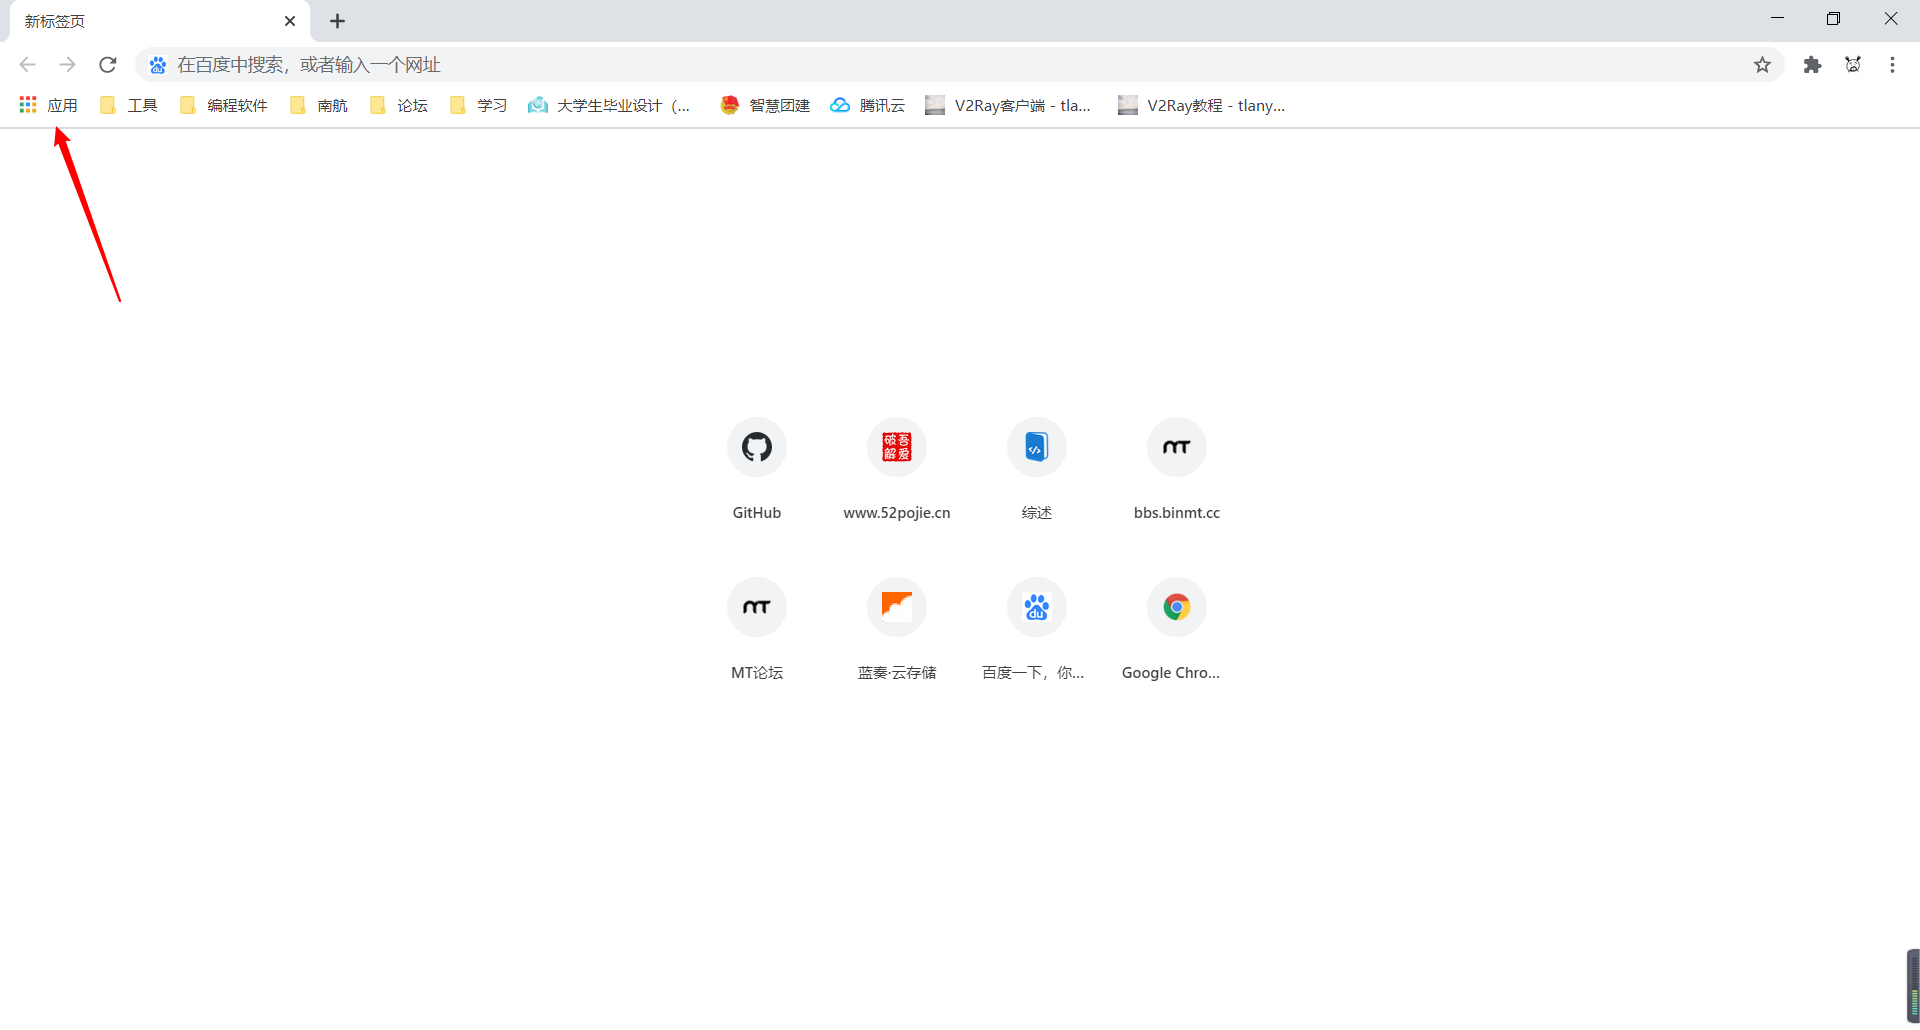 新标签页
在百度中搜索，或者输入一个网址
应用 工具 编程软件 南航 论坛 学习 大学生毕业设计（... 智慧团建 腾讯云 V2Ray客户端 - tla... V2Ray教程 - tlany...
吾爱破解
GitHub www.52pojie.cn 综述 bbs.binmt.cc
du
MT论坛 蓝奏·云存储 百度一下，你... Google Chro...